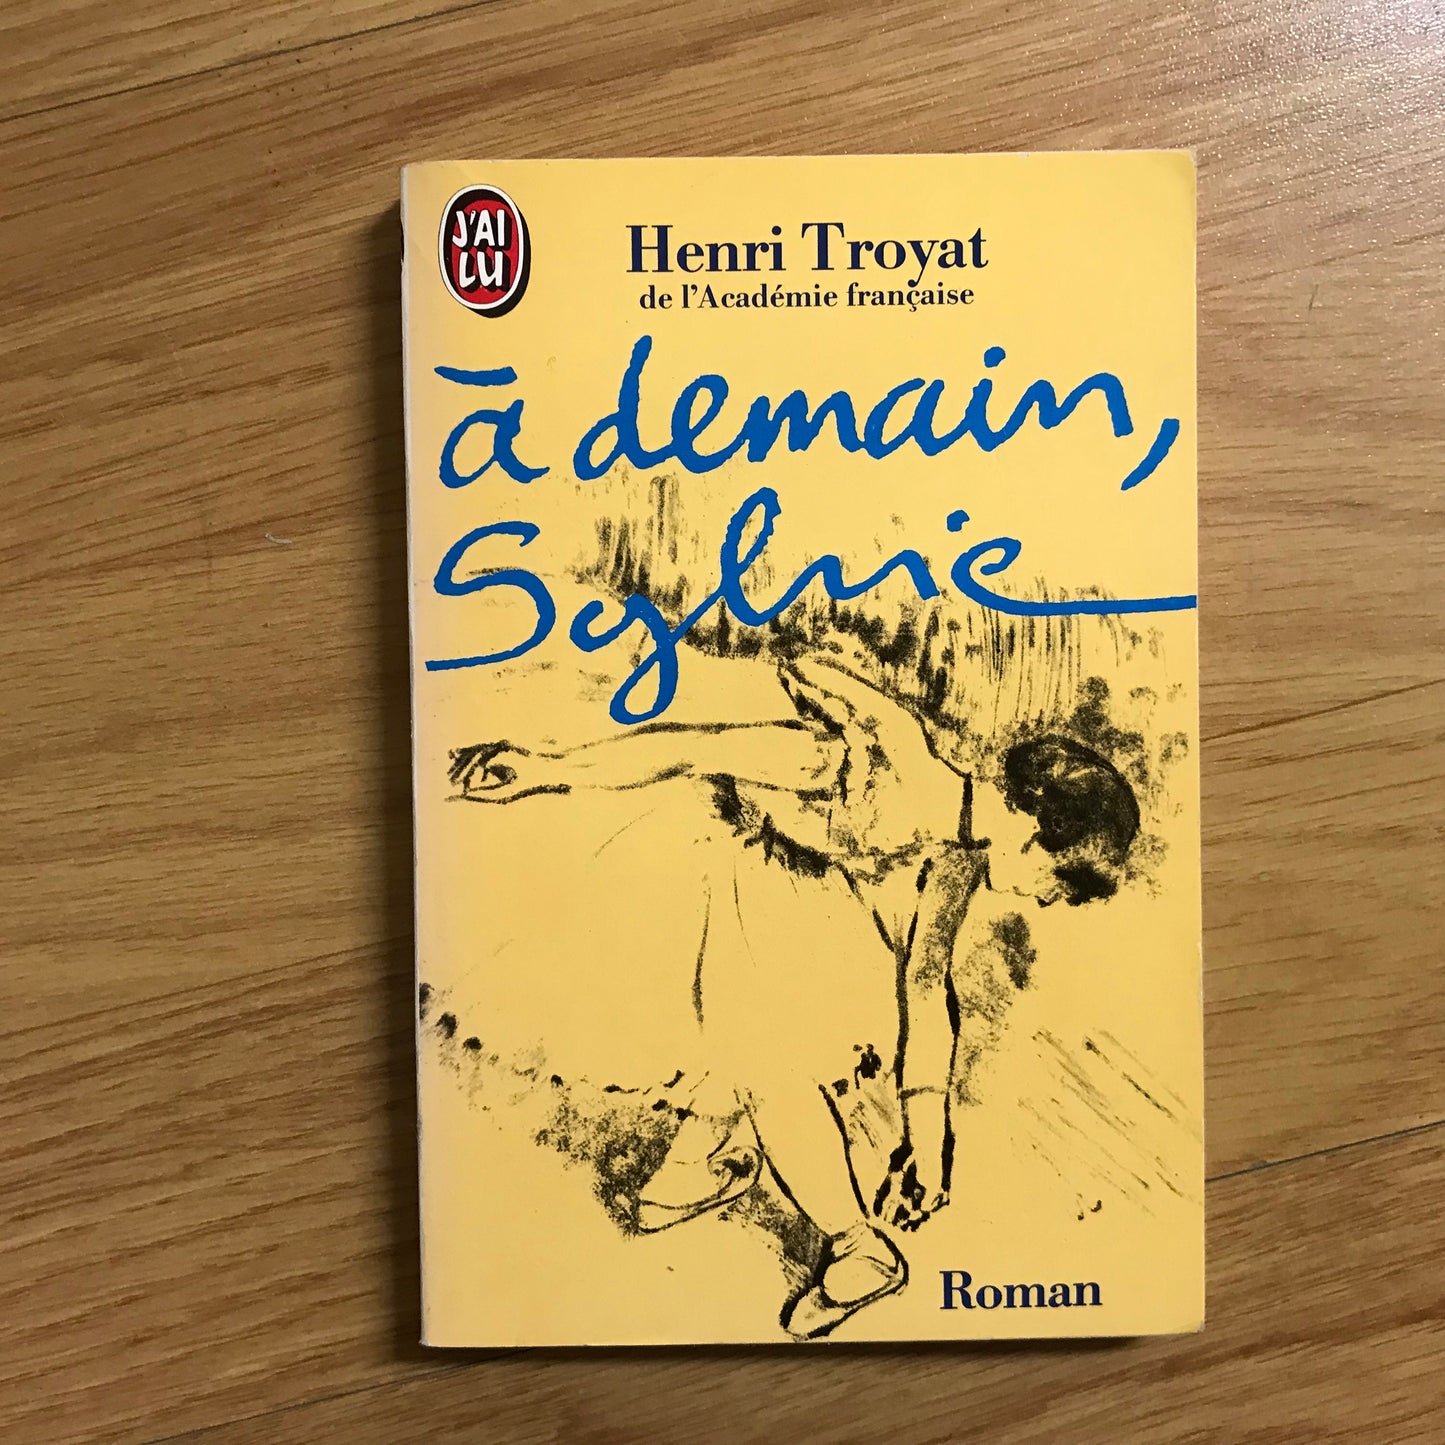 J'AI
LU
Henri Troyat
de l'Académie française
à demain,
Sylvie
Roman